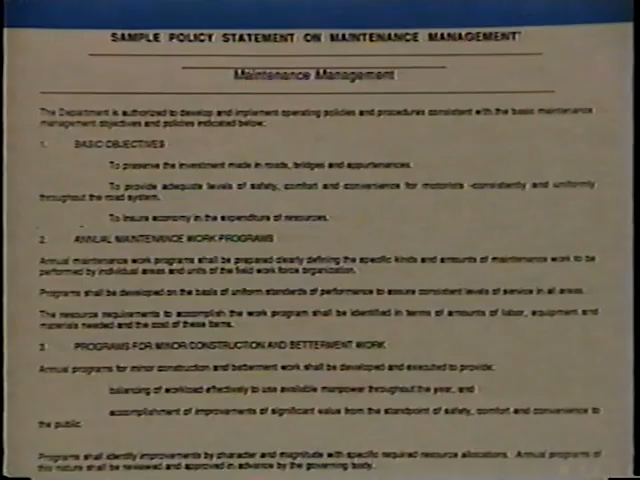 SAMPLE POLICY STATEMENT ON MAINTENANCE MANAGEMENT
Maintenance Management
The Department is authorized to develop and implement operating policies and procedures consistent with the basic maintenance
management objectives and policies indicated below:
1. BASIC OBJECTIVES
To preserve the investment made in roads, bridges and appurtenances.
To provide adequate levels of safety, comfort and convenience for motorists -consistently and uniformly
throughout the road system.
To insure economy in the expenditure of resources.
2. ANNUAL MAINTENANCE WORK PROGRAMS
Annual maintenance work programs shall be prepared clearly defining the specific kinds and amounts of maintenance work to be
performed by individual areas and units of the field work force organization.
Programs shall be developed on the basis of uniform standards of performance to assure consistent levels of service in all areas.
The resource requirements to accomplish the work program shall be identified in terms of amounts of labor, equipment and
materials needed and the cost of these items.
3. PROGRAMS FOR MINOR CONSTRUCTION AND BETTERMENT WORK
Annual programs for minor construction and betterment work shall be developed and executed to provide:
balancing of workload effectively to use available manpower throughout the year, and
accomplishment of improvements of significant value from the standpoint of safety, comfort and convenience to
the public.
Programs shall identify improvements by character and magnitude with specific required resource allocations. Annual programs of
this nature shall be reviewed and approved in advance by the governing body.